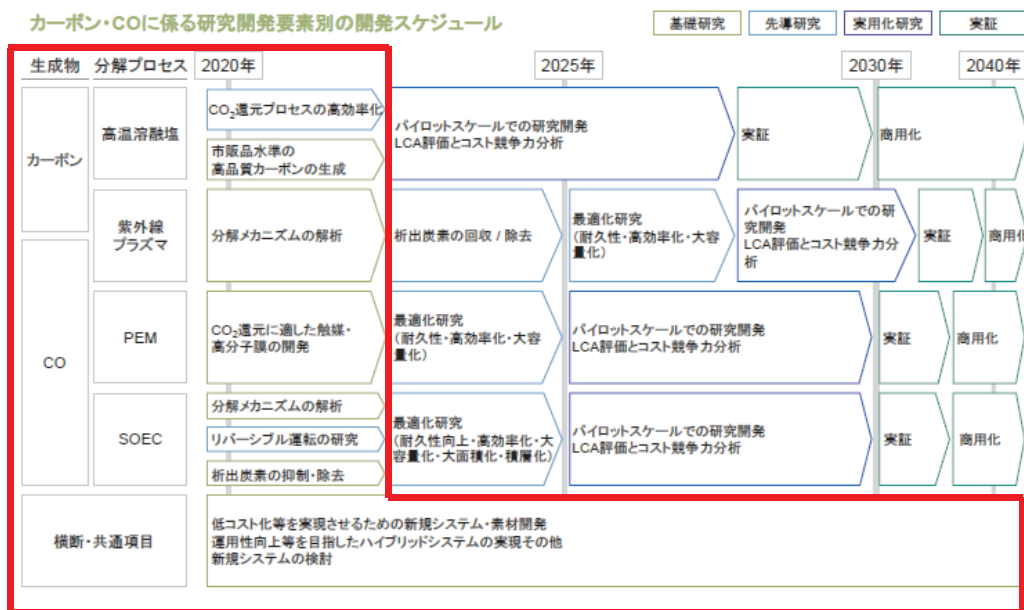 カーボン・COに係る研究開発要素別の開発スケジュール
基礎研究
先導研究
実用化研究
実証
生成物
分解プロセス
2020年
2025年
2030年
2040年
カーボン
高温溶融塩
CO₂還元プロセスの高効率化
市販品水準の
高品質カーボンの生成
パイロットスケールでの研究開発
LCA評価とコスト競争力分析
実証
商用化
紫外線
プラズマ
分解メカニズムの解析
析出炭素の回収 / 除去
最適化研究
(耐久性・高効率化・大容
量化)
パイロットスケールでの研
究開発
LCA評価とコスト競争力分
析
実証
商用化
CO
PEM
CO₂還元に適した触媒・
高分子膜の開発
最適化研究
(耐久性・高効率化・大容
量化)
パイロットスケールでの研究開発
LCA評価とコスト競争力分析
実証
商用化
SOEC
分解メカニズムの解析
リバーシブル運転の研究
析出炭素の抑制・除去
最適化研究
(耐久性向上・高効率化・大
容量化・大面積化・積層化)
パイロットスケールでの研究開発
LCA評価とコスト競争力分析
実証
商用化
横断・共通項目
低コスト化等を実現させるための新規システム・素材開発
運用性向上等を目指したハイブリッドシステムの実現その他
新規システムの検討